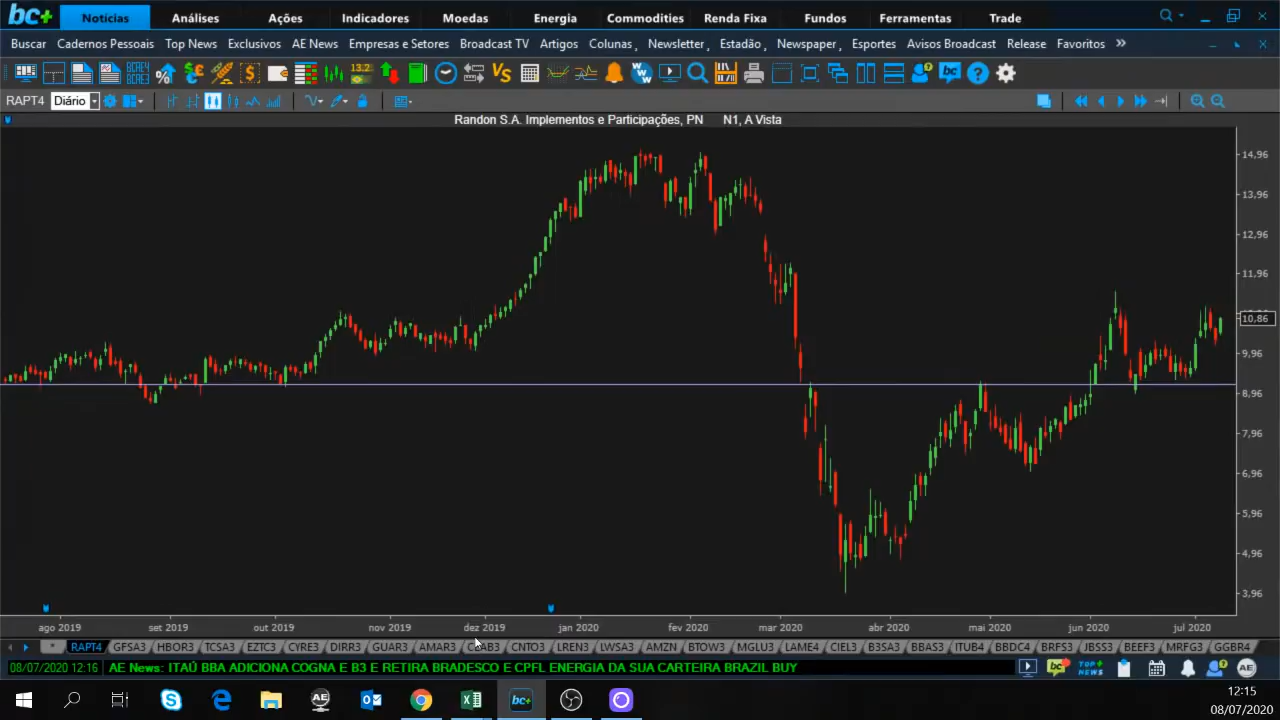 bc+ Notícias Análises Ações Indicadores Moedas Energia Commodities Renda Fixa Fundos Ferramentas Trade
Buscar Cadernos Pessoais Top News Exclusivos AE News Empresas e Setores Broadcast TV Artigos Colunas Newsletter Estadão Newspaper Esportes Avisos Broadcast Release Favoritos »
RAPT4 Diário
Randon S.A. Implementos e Participações, PN N1, A Vista
14,96
13,96
12,96
11,96
10,86
9,96
8,96
7,96
6,96
5,96
4,96
3,96
ago 2019 set 2019 out 2019 nov 2019 dez 2019 jan 2020 fev 2020 mar 2020 abr 2020 mai 2020 jun 2020 jul 2020
* RAPT4 GFSA3 HBOR3 TCSA3 EZTC3 CYRE3 DIRR3 GUAR3 AMAR3 CNTO3 LREN3 LWSA3 AMZN BTOW3 MGLU3 LAME4 CIEL3 B3SA3 BBAS3 ITUB4 BBDC4 BRFS3 JBSS3 BEEF3 MRFG3 GGBR4
08/07/2020 12:16 AE News: ITAÚ BBA ADICIONA COGNA E B3 E RETIRA BRADESCO E CPFL ENERGIA DA SUA CARTEIRA BRAZIL BUY bc+ TOP+ NEWS AE
AE bc+ 12:15
08/07/2020